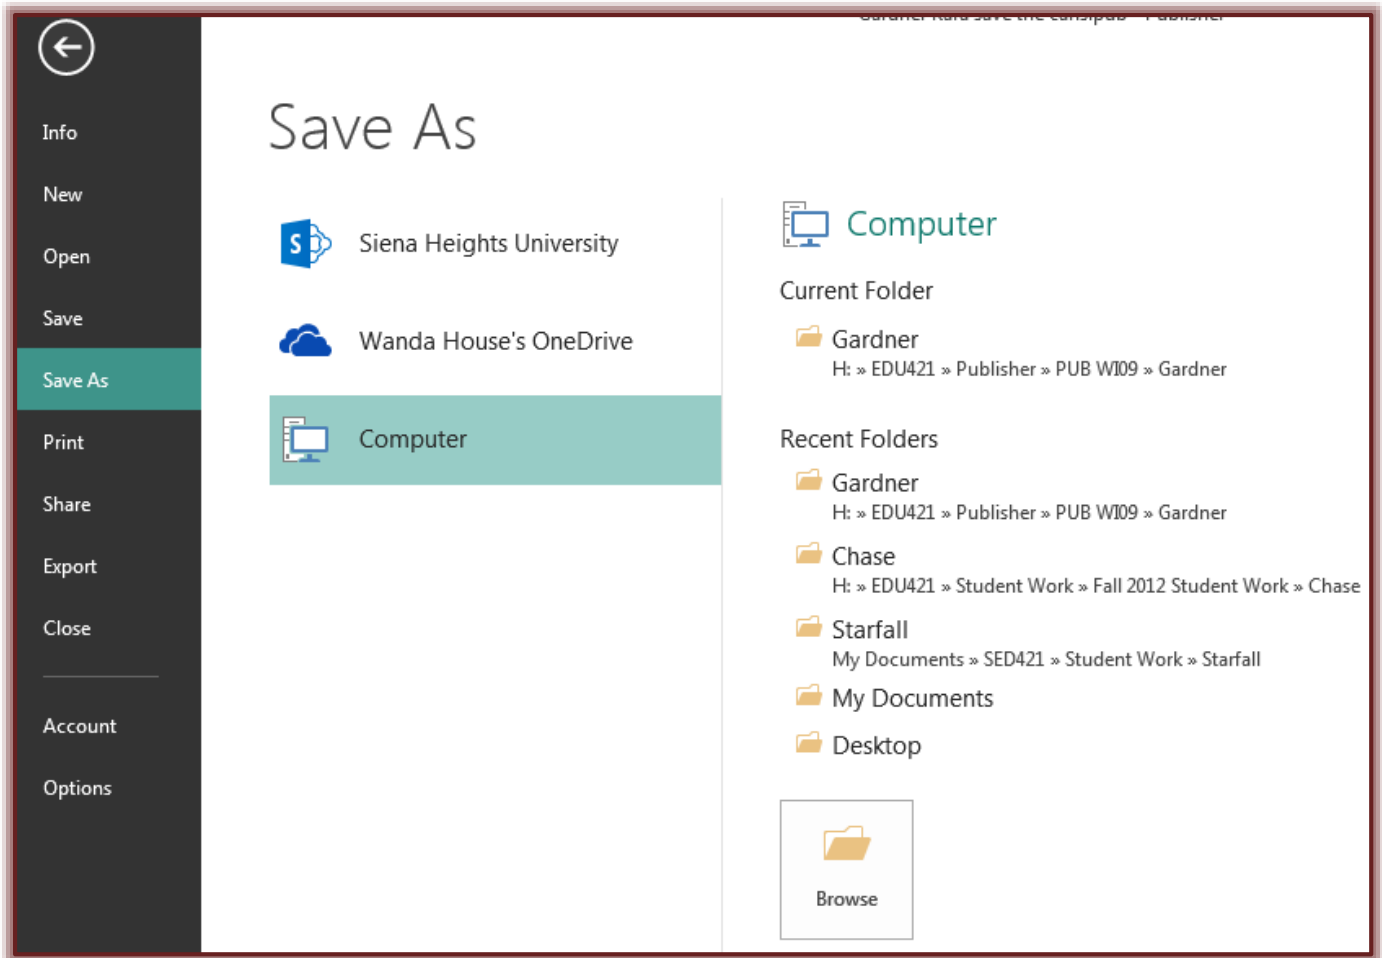 Info
New
Open
Save
Save As
Print
Share
Export
Close
Account
Options
Save As
S
Siena Heights University
Wanda House's OneDrive
Computer
Computer
Current Folder
Gardner
H: » EDU421 » Publisher » PUB WI09 » Gardner
Recent Folders
Gardner
H: » EDU421 » Publisher » PUB WI09 » Gardner
Chase
H: » EDU421 » Student Work » Fall 2012 Student Work » Chase
Starfall
My Documents » SED421 » Student Work » Starfall
My Documents
Desktop
Browse